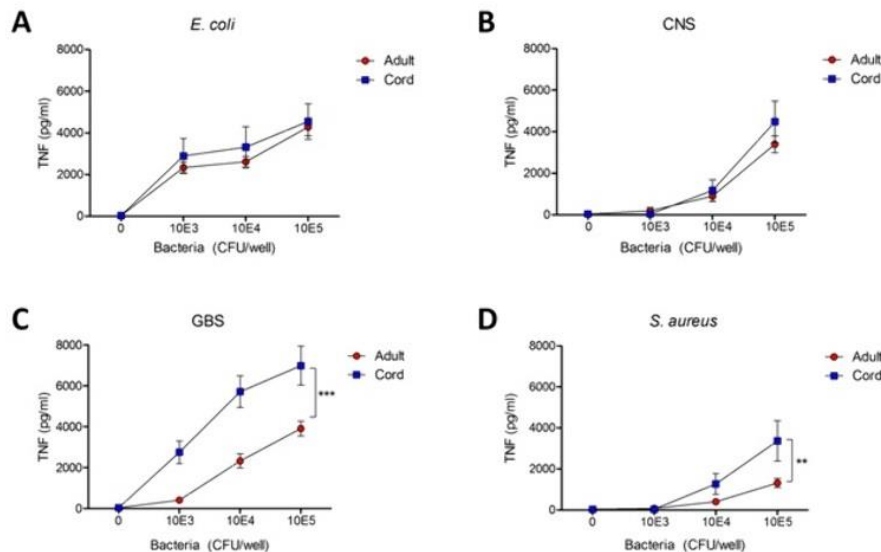 A
E. coli
8000
6000
4000
2000
0
TNF (pg/ml)
0 10E3 10E4 10E5
Bacteria (CFU/well)
Adult
Cord
B
CNS
8000
6000
4000
2000
0
TNF (pg/ml)
0 10E3 10E4 10E5
Bacteria (CFU/well)
Adult
Cord
C
GBS
8000
6000
4000
2000
0
TNF (pg/ml)
0 10E3 10E4 10E5
Bacteria (CFU/well)
Adult
Cord
***
D
S. aureus
8000
6000
4000
2000
0
TNF (pg/ml)
0 10E3 10E4 10E5
Bacteria (CFU/well)
Adult
Cord
**